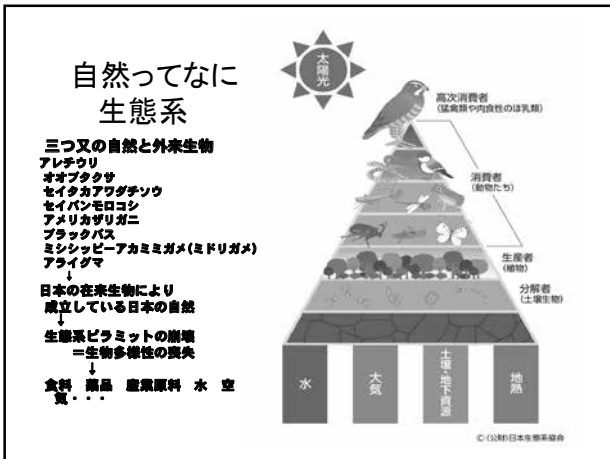 自然ってなに
生態系
三つ又の自然と外来生物
アレチウリ
オオブタクサ
セイタカアワダチソウ
セイバンモロコシ
アメリカザリガニ
ブラックバス
ミシシッピーアカミミガメ(ミドリガメ)
アライグマ
↓
日本の在来生物により
成立している日本の自然
↓
生態系ピラミットの崩壊
=生物多様性の喪失
↓
食料 薬品 産業原料 水 空
気・・・
太陽光
高次消費者
(猛禽類や肉食性のほ乳類)
消費者
(動物たち)
生産者
(植物)
分解者
(土壌生物)
水
大気
土壌・地下資源
地熱
©(公財)日本生態系協会